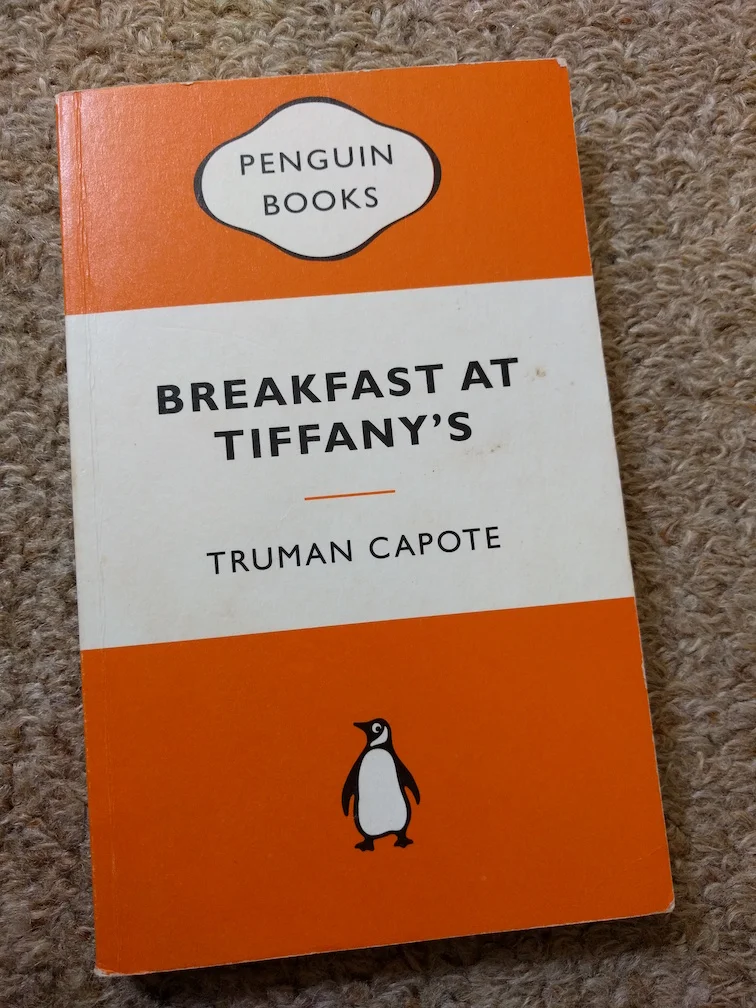 PENGUIN
BOOKS
BREAKFAST AT
TIFFANY’S
TRUMAN CAPOTE